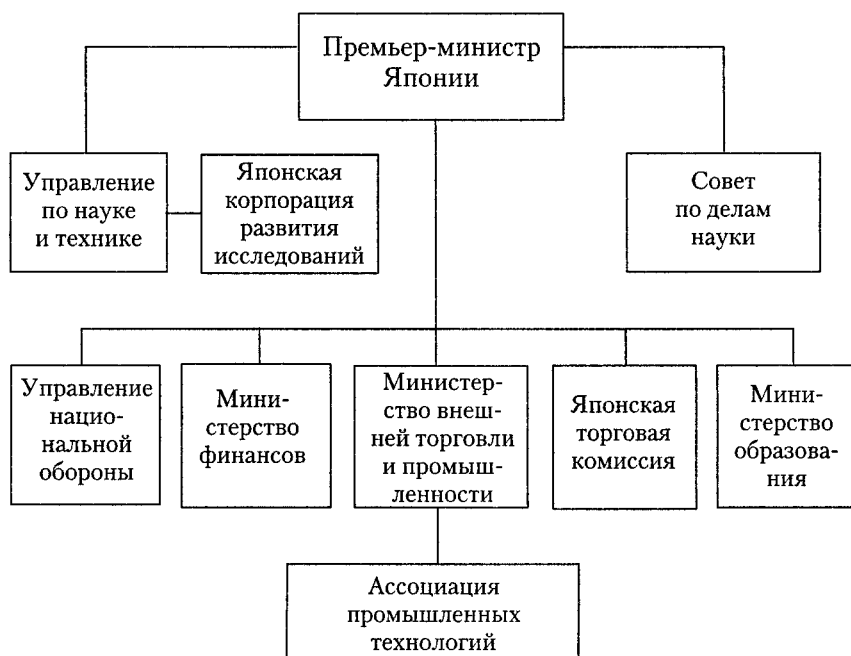 Премьер-министр
Японии
Управление
по науке
и технике
Японская
корпорация
развития
исследований
Совет
по делам
науки
Управление
нацио-
нальной
обороны
Мини-
стерство
финансов
Министер-
ство внеш-
ней торговли
и промыш-
ленности
Японская
торговая
комиссия
Мини-
стерство
образова-
ния
Ассоциация
промышленных
технологий